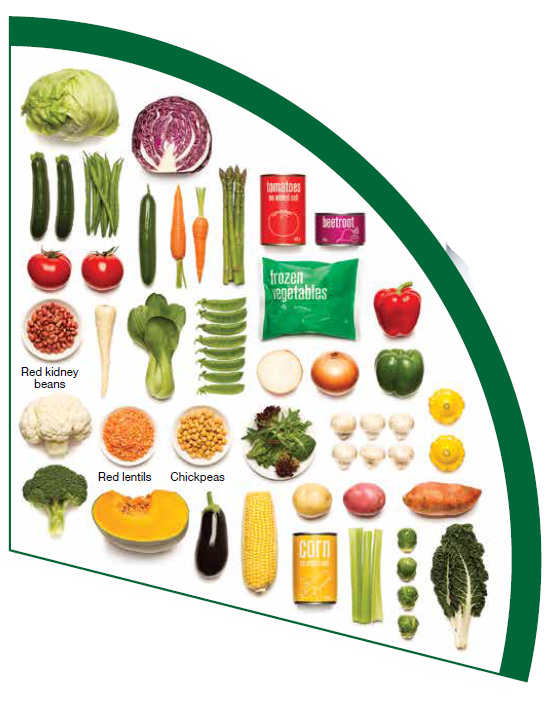 tomatoes
no added salt
beetroot
frozen
vegetables
Red kidney
beans
Red lentils
Chickpeas
corn